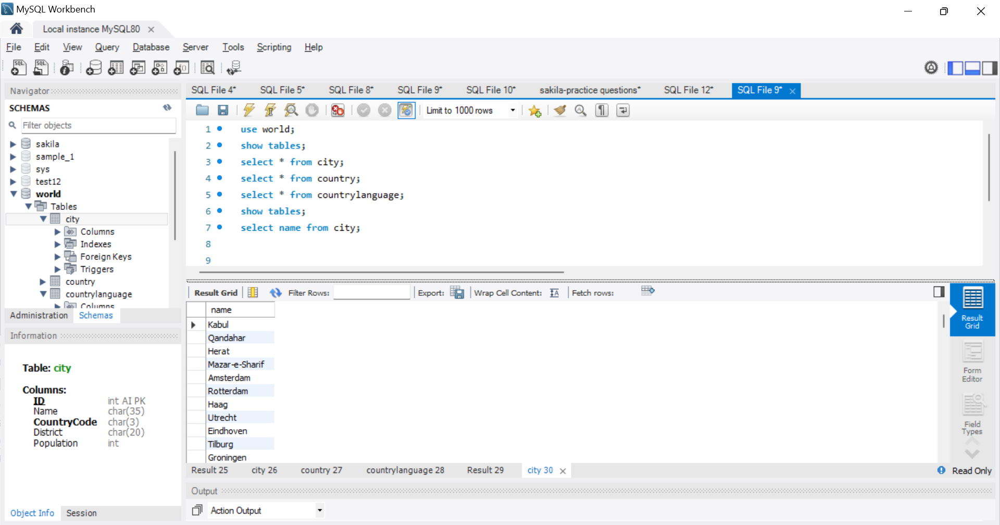 MySQL Workbench
Local instance MySQL80
File Edit View Query Database Server Tools Scripting Help
Navigator
SCHEMAS
Filter objects
sakila
sample_1
sys
test12
world
Tables
city
Columns
Indexes
Foreign Keys
Triggers
country
countrylanguage
Columns
Administration Schemas
Information
Table: city
Columns:
ID int AI PK
Name char(35)
CountryCode char(3)
District char(20)
Population int
Object Info Session
SQL File 4* SQL File 5* SQL File 8* SQL File 9* SQL File 10* sakila-practice questions* SQL File 12* SQL File 9*
Limit to 1000 rows
1 use world;
2 show tables;
3 select * from city;
4 select * from country;
5 select * from countrylanguage;
6 show tables;
7 select name from city;
8
9
Result Grid Filter Rows: Export: Wrap Cell Content: Fetch rows:
name
Kabul
Qandahar
Herat
Mazar-e-Sharif
Amsterdam
Rotterdam
Haag
Utrecht
Eindhoven
Tilburg
Groningen
Result
Grid
Form
Editor
Field
Types
Result 25 city 26 country 27 countrylanguage 28 Result 29 city 30 Read Only
Output
Action Output